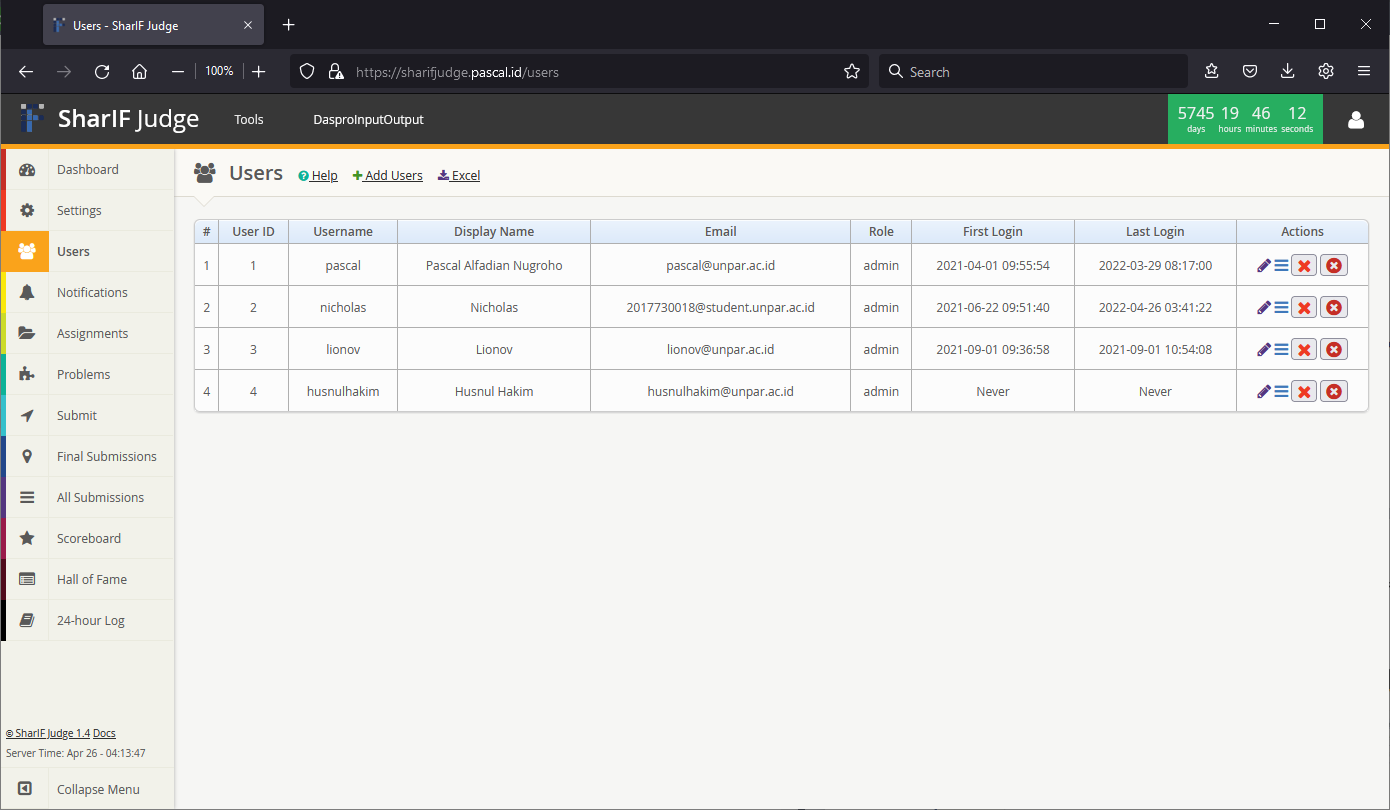 Users - SharIF Judge
100%
https://sharifjudge.pascal.id/users
Search
SharIF Judge
Tools
DasproInputOutput
5745 19 46 12
days hours minutes seconds
Dashboard
Settings
Users
Notifications
Assignments
Problems
Submit
Final Submissions
All Submissions
Scoreboard
Hall of Fame
24-hour Log
© SharIF Judge 1.4 Docs
Server Time: Apr 26 - 04:13:47
Collapse Menu
Users Help Add Users Excel
# User ID Username Display Name Email Role First Login Last Login Actions
1 1 pascal Pascal Alfadian Nugroho pascal@unpar.ac.id admin 2021-04-01 09:55:54 2022-03-29 08:17:00
2 2 nicholas Nicholas 2017730018@student.unpar.ac.id admin 2021-06-22 09:51:40 2022-04-26 03:41:22
3 3 lionov Lionov lionov@unpar.ac.id admin 2021-09-01 09:36:58 2021-09-01 10:54:08
4 4 husnulhakim Husnul Hakim husnulhakim@unpar.ac.id admin Never Never